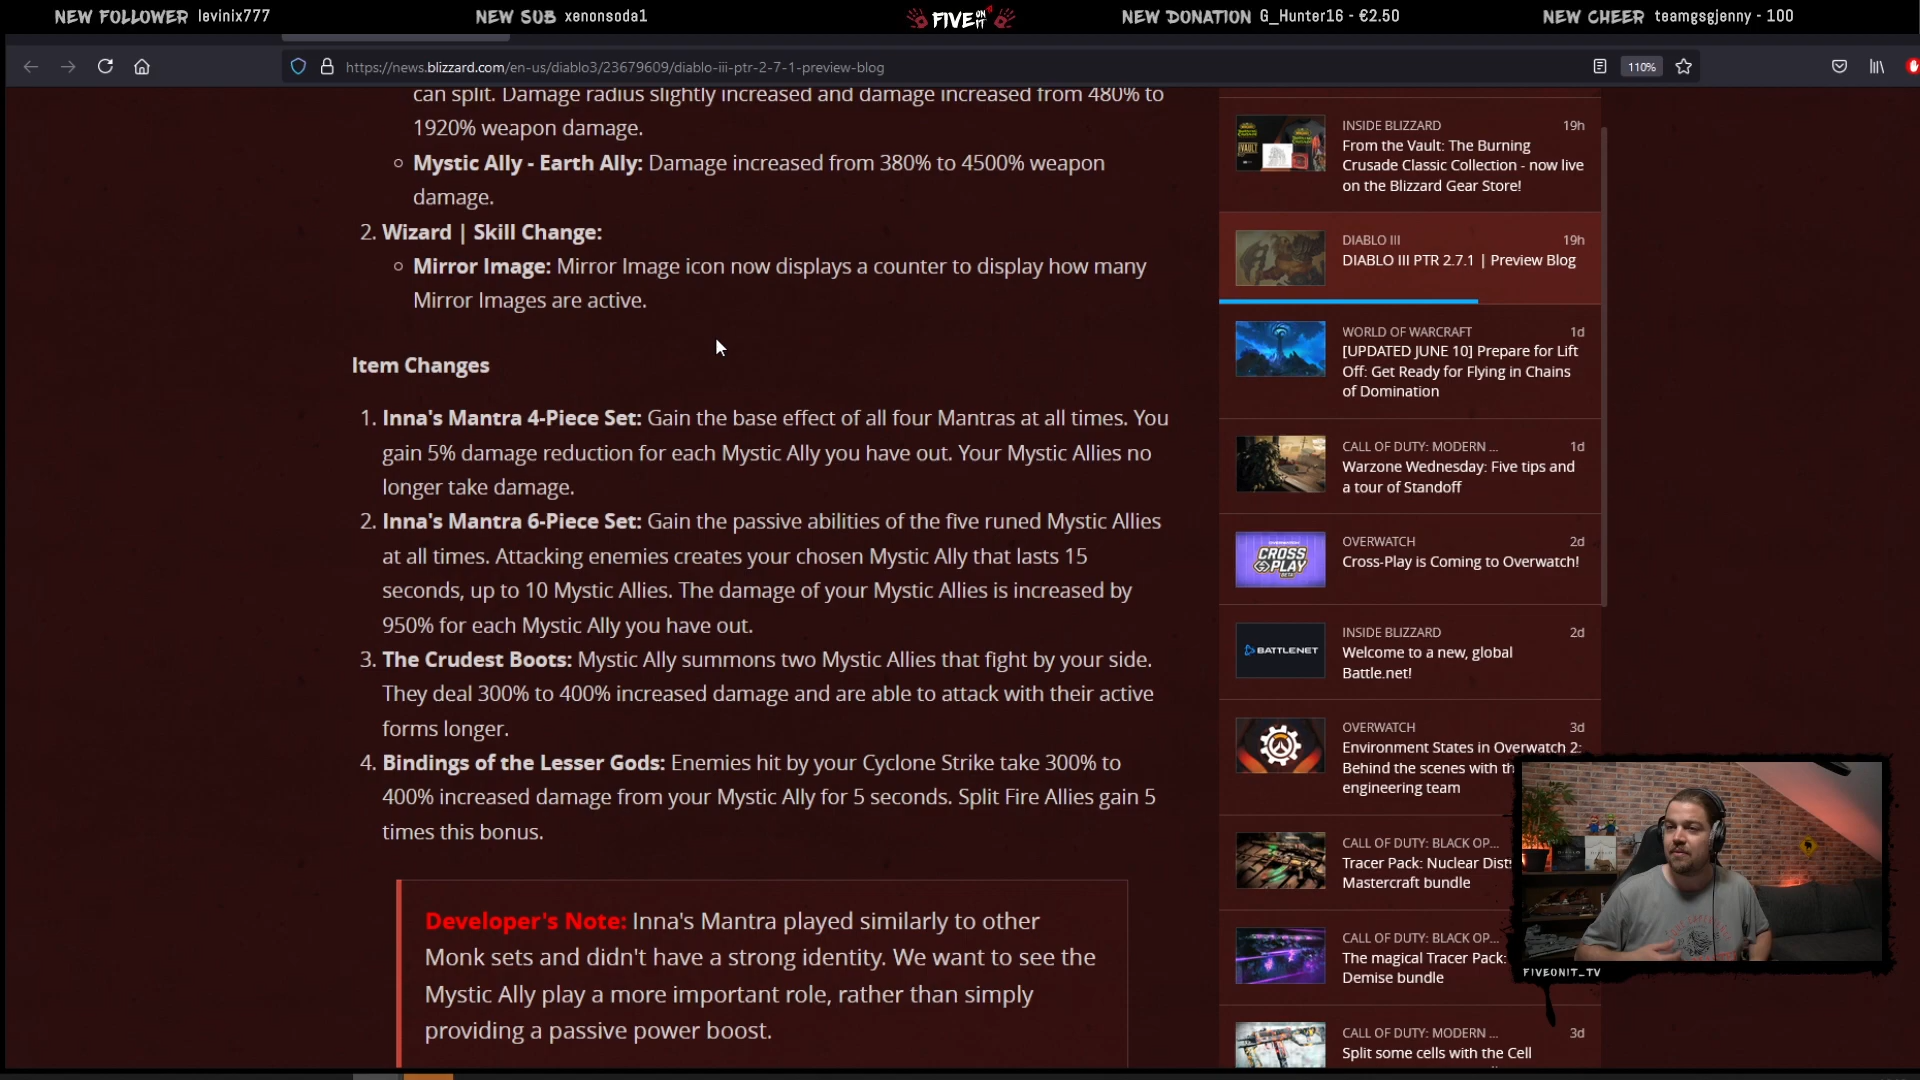 NEW FOLLOWER levinix777 NEW SUB xenonsoda1 FIVE ON IT NEW DONATION G_Hunter16 - €2.50 NEW CHEER teamgsgjenny - 100
https://news.blizzard.com/en-us/diablo3/23679609/diablo-iii-ptr-2-7-1-preview-blog 110%
can split. Damage radius slightly increased and damage increased from 480% to
1920% weapon damage.
Mystic Ally - Earth Ally: Damage increased from 380% to 4500% weapon
damage.
2. Wizard | Skill Change:
Mirror Image: Mirror Image icon now displays a counter to display how many
Mirror Images are active.
Item Changes
1. Inna's Mantra 4-Piece Set: Gain the base effect of all four Mantras at all times. You
gain 5% damage reduction for each Mystic Ally you have out. Your Mystic Allies no
longer take damage.
2. Inna's Mantra 6-Piece Set: Gain the passive abilities of the five runed Mystic Allies
at all times. Attacking enemies creates your chosen Mystic Ally that lasts 15
seconds, up to 10 Mystic Allies. The damage of your Mystic Allies is increased by
950% for each Mystic Ally you have out.
3. The Crudest Boots: Mystic Ally summons two Mystic Allies that fight by your side.
They deal 300% to 400% increased damage and are able to attack with their active
forms longer.
4. Bindings of the Lesser Gods: Enemies hit by your Cyclone Strike take 300% to
400% increased damage from your Mystic Ally for 5 seconds. Split Fire Allies gain 5
times this bonus.
Developer's Note: Inna's Mantra played similarly to other
Monk sets and didn't have a strong identity. We want to see the
Mystic Ally play a more important role, rather than simply
providing a passive power boost.
INSIDE BLIZZARD 19h
From the Vault: The Burning
Crusade Classic Collection - now live
on the Blizzard Gear Store!
DIABLO III 19h
DIABLO III PTR 2.7.1 | Preview Blog
WORLD OF WARCRAFT 1d
[UPDATED JUNE 10] Prepare for Lift
Off: Get Ready for Flying in Chains
of Domination
CALL OF DUTY: MODERN ... 1d
Warzone Wednesday: Five tips and
a tour of Standoff
CROSS
PLAY
BETA
OVERWATCH 2d
Cross-Play is Coming to Overwatch!
BATTLENET
INSIDE BLIZZARD 2d
Welcome to a new, global
Battle.net!
OVERWATCH 3d
Environment States in Overwatch 2:
Behind the scenes with th
engineering team
CALL OF DUTY: BLACK OP...
Tracer Pack: Nuclear Dist
Mastercraft bundle
CALL OF DUTY: BLACK OP...
The magical Tracer Pack:
Demise bundle
CALL OF DUTY: MODERN ... 3d
Split some cells with the Cell
FIVEONIT_TV